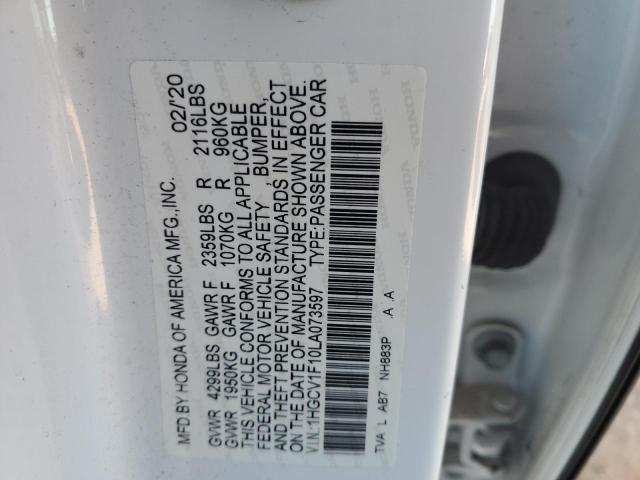 MFD.BY HONDA OF AMERICA MFG.,INC. 02/'20
GVWR 4299LBS GAWR F 2359LBS R 2116LBS
GVWR 1950KG GAWR F 1070KG R 960KG
THIS VEHICLE CONFORMS TO ALL APPLICABLE
FEDERAL MOTOR VEHICLE SAFETY , BUMPER,
AND THEFT PREVENTION STANDARDS IN EFFECT
ON THE DATE OF MANUFACTURE SHOWN ABOVE.
V.I.N.:1HGCV1F10LA073597 TYPE:PASSENGER CAR
TVA L AB7 NH883P .A .A